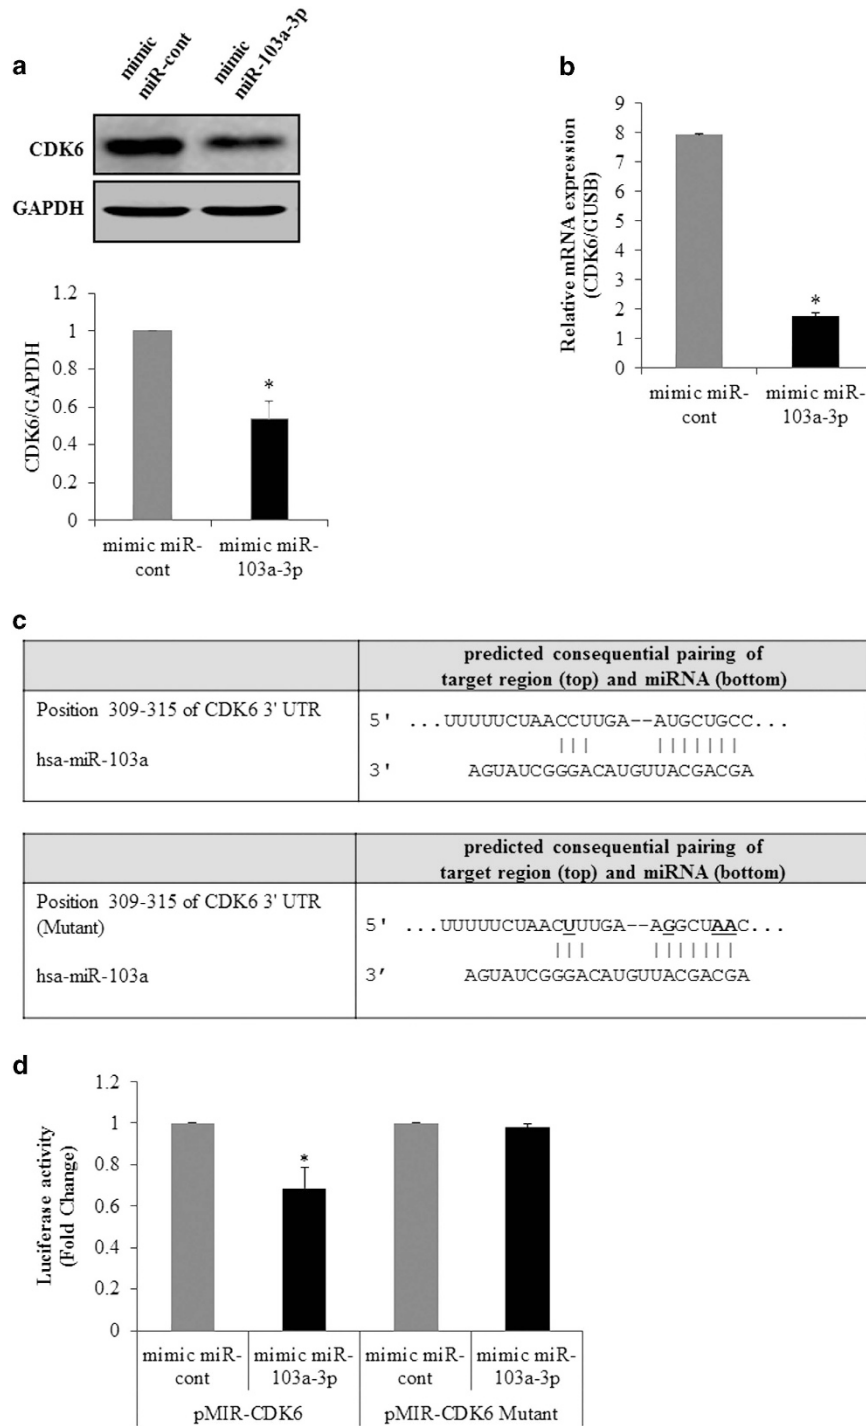 a
mimic
miR-cont
mimic
miR-103a-3p
CDK6
GAPDH
1.2
1
0.8
0.6
0.4
0.2
0
CDK6/GAPDH
*
mimic miR-
cont
mimic miR-
103a-3p
b
9
8
7
6
5
4
3
2
1
0
Relative mRNA expression
(CDK6/GUSB)
*
mimic miR-
cont
mimic miR-
103a-3p
c
predicted consequential pairing of
target region (top) and miRNA (bottom)
Position 309-315 of CDK6 3' UTR
5' ...UUUUUCUAACCUUGA--AUGCUGCC...
||| |||||||
hsa-miR-103a
3' AGUAUCGGGACAUGUUACGACGA
predicted consequential pairing of
target region (top) and miRNA (bottom)
Position 309-315 of CDK6 3' UTR
(Mutant)
5' ...UUUUUCUAACUUUGA--AGGCUAAC...
||| |||||||
hsa-miR-103a
3′ AGUAUCGGGACAUGUUACGACGA
d
1.2
1
0.8
0.6
0.4
0.2
0
Luciferase activity
(Fold Change)
*
mimic miR-
cont
mimic miR-
103a-3p
mimic miR-
cont
mimic miR-
103a-3p
pMIR-CDK6
pMIR-CDK6 Mutant